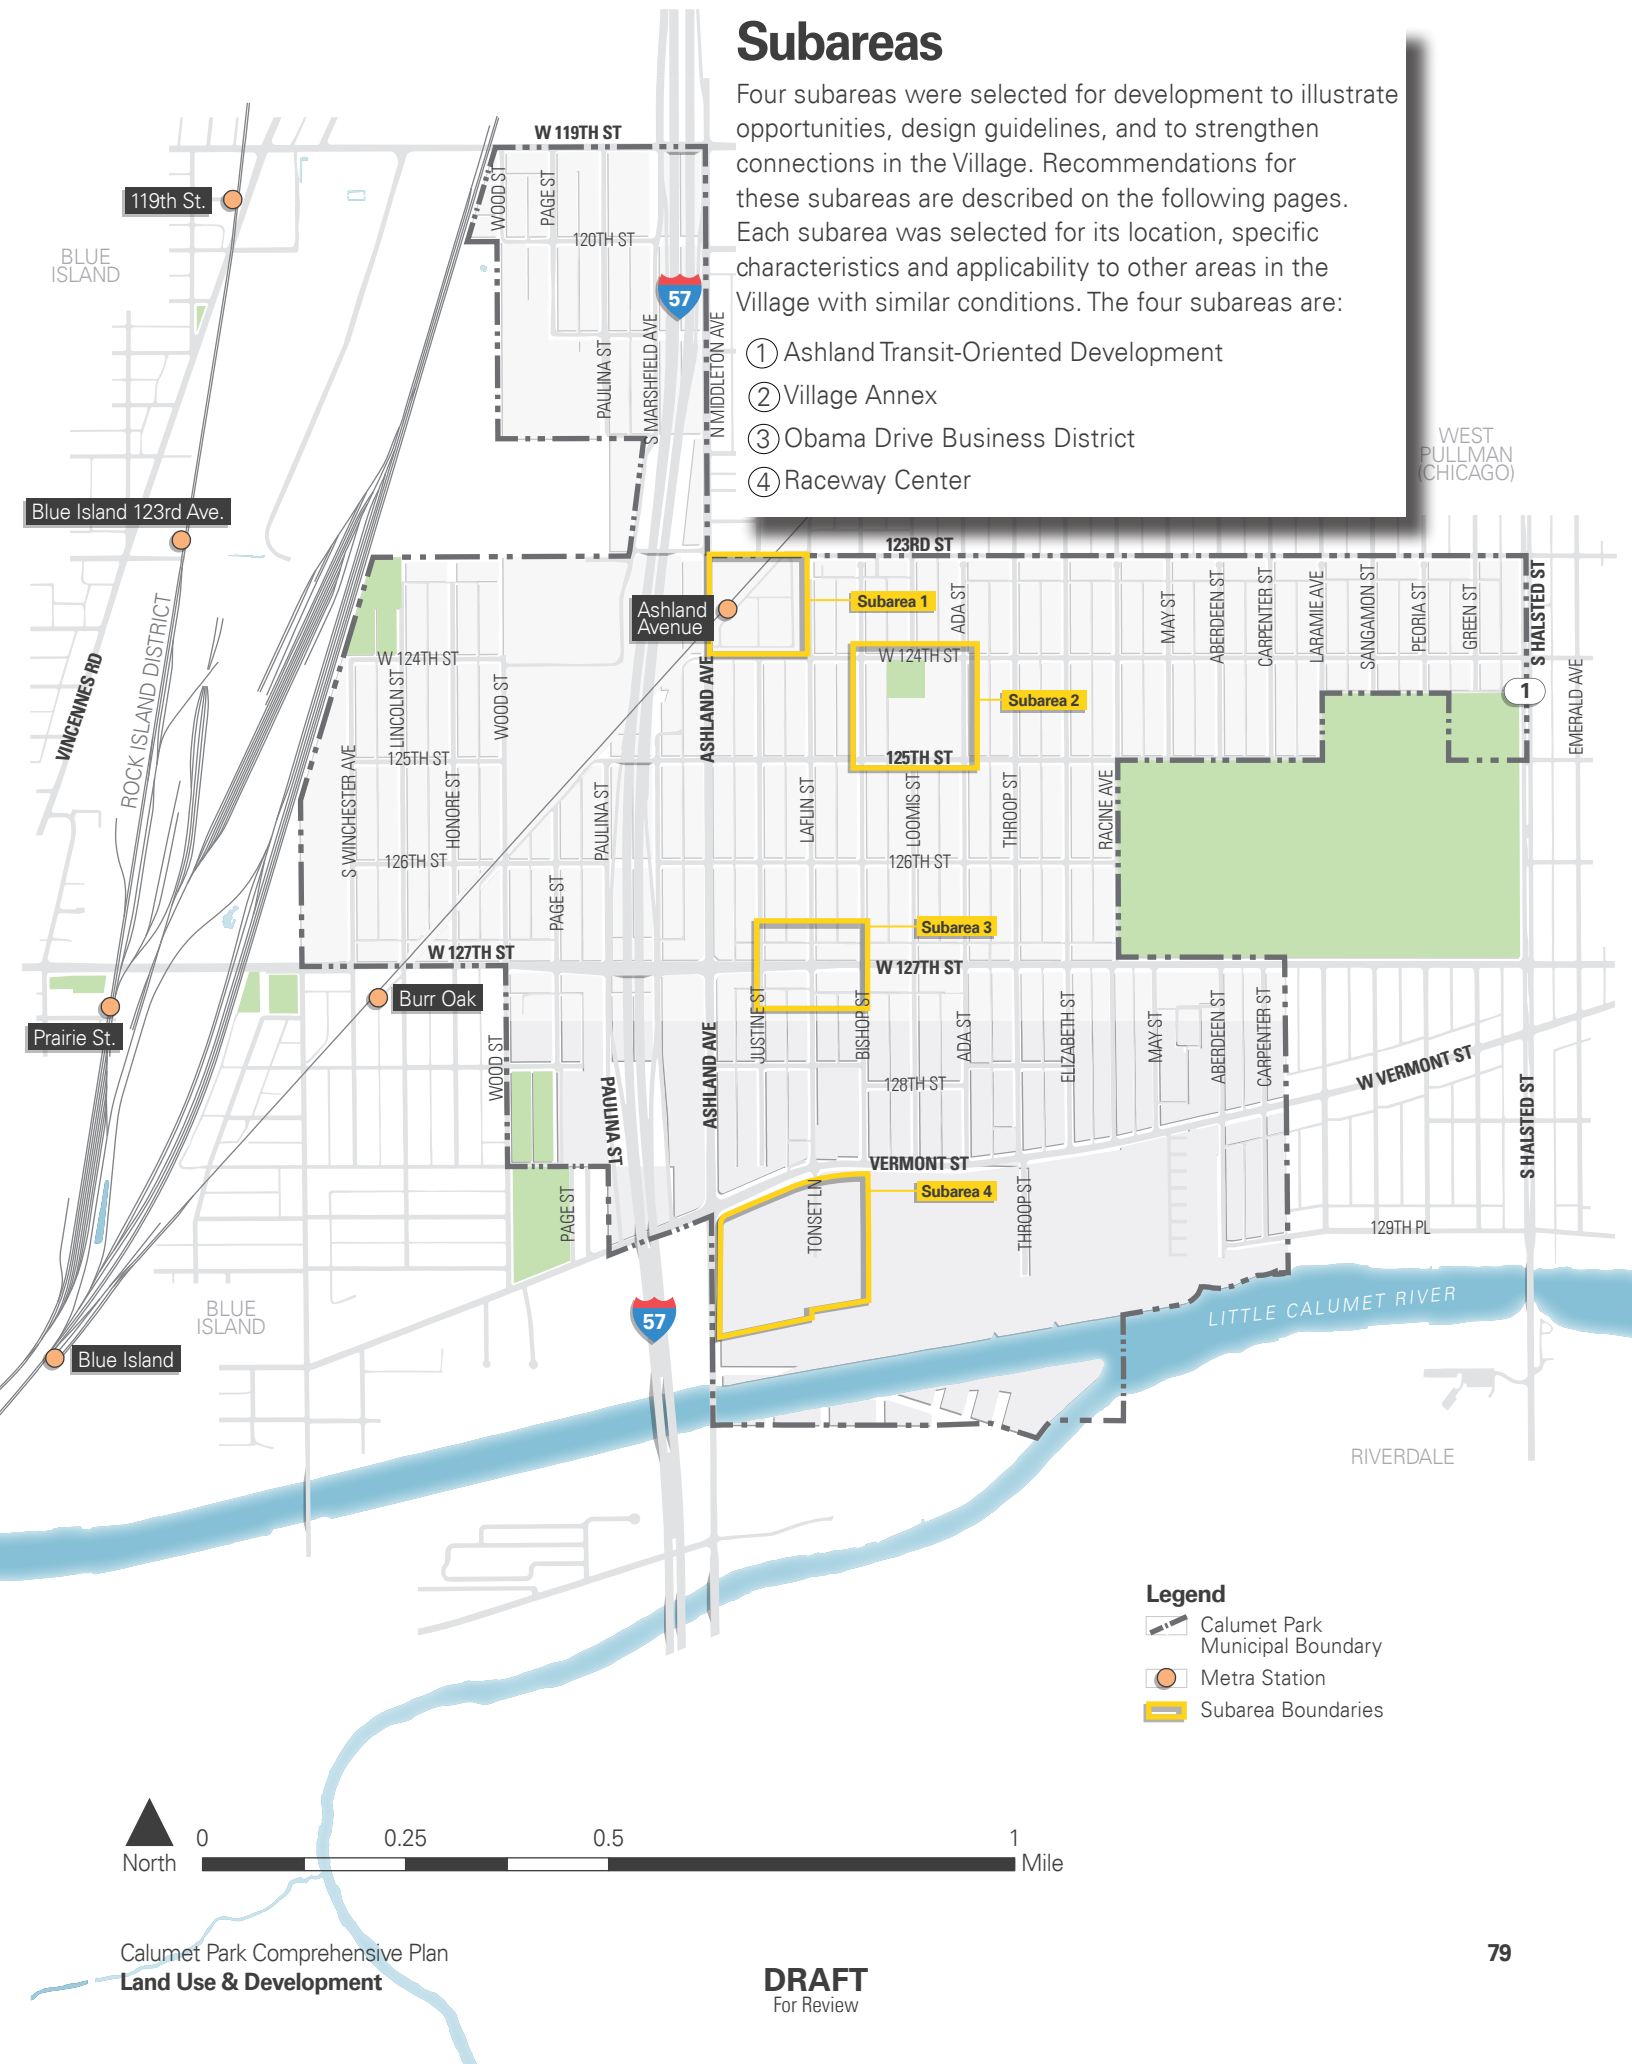 Subareas
Four subareas were selected for development to illustrate
opportunities, design guidelines, and to strengthen
connections in the Village. Recommendations for
these subareas are described on the following pages.
Each subarea was selected for its location, specific
characteristics and applicability to other areas in the
Village with similar conditions. The four subareas are:
1 Ashland Transit-Oriented Development
2 Village Annex
3 Obama Drive Business District
4 Raceway Center
W 119TH ST
WOOD ST
PAGE ST
119th St.
120TH ST
BLUE
ISLAND
57
PAULINA ST
S MARSHFIELD AVE
N MIDDLETON AVE
WEST
PULLMAN
(CHICAGO)
Blue Island 123rd Ave.
123RD ST
Ashland
Avenue
Subarea 1
ADA ST
MAY ST
ABERDEEN ST
CARPENTER ST
LARAMIE AVE
SANGAMON ST
PEORIA ST
GREEN ST
S HALSTED ST
VINCENNES RD
ROCK ISLAND DISTRICT
W 124TH ST
W 124TH ST
LINCOLN ST
WOOD ST
ASHLAND AVE
Subarea 2
1
EMERALD AVE
S WINCHESTER AVE
125TH ST
125TH ST
HONORE ST
PAULINA ST
LAFLIN ST
LOOMIS ST
THROOP ST
RACINE AVE
126TH ST
126TH ST
PAGE ST
Subarea 3
W 127TH ST
W 127TH ST
Burr Oak
Prairie St.
WOOD ST
PAULINA ST
ASHLAND AVE
JUSTINE ST
BISHOP ST
ADA ST
ELIZABETH ST
MAY ST
ABERDEEN ST
CARPENTER ST
128TH ST
W VERMONT ST
S HALSTED ST
VERMONT ST
Subarea 4
PAGE ST
TONSET LN
THROOP ST
129TH PL
BLUE
ISLAND
57
LITTLE CALUMET RIVER
Blue Island
RIVERDALE
Legend
Calumet Park
Municipal Boundary
Metra Station
Subarea Boundaries
0 0.25 0.5 1
North
Mile
Calumet Park Comprehensive Plan
Land Use & Development
DRAFT
For Review
79